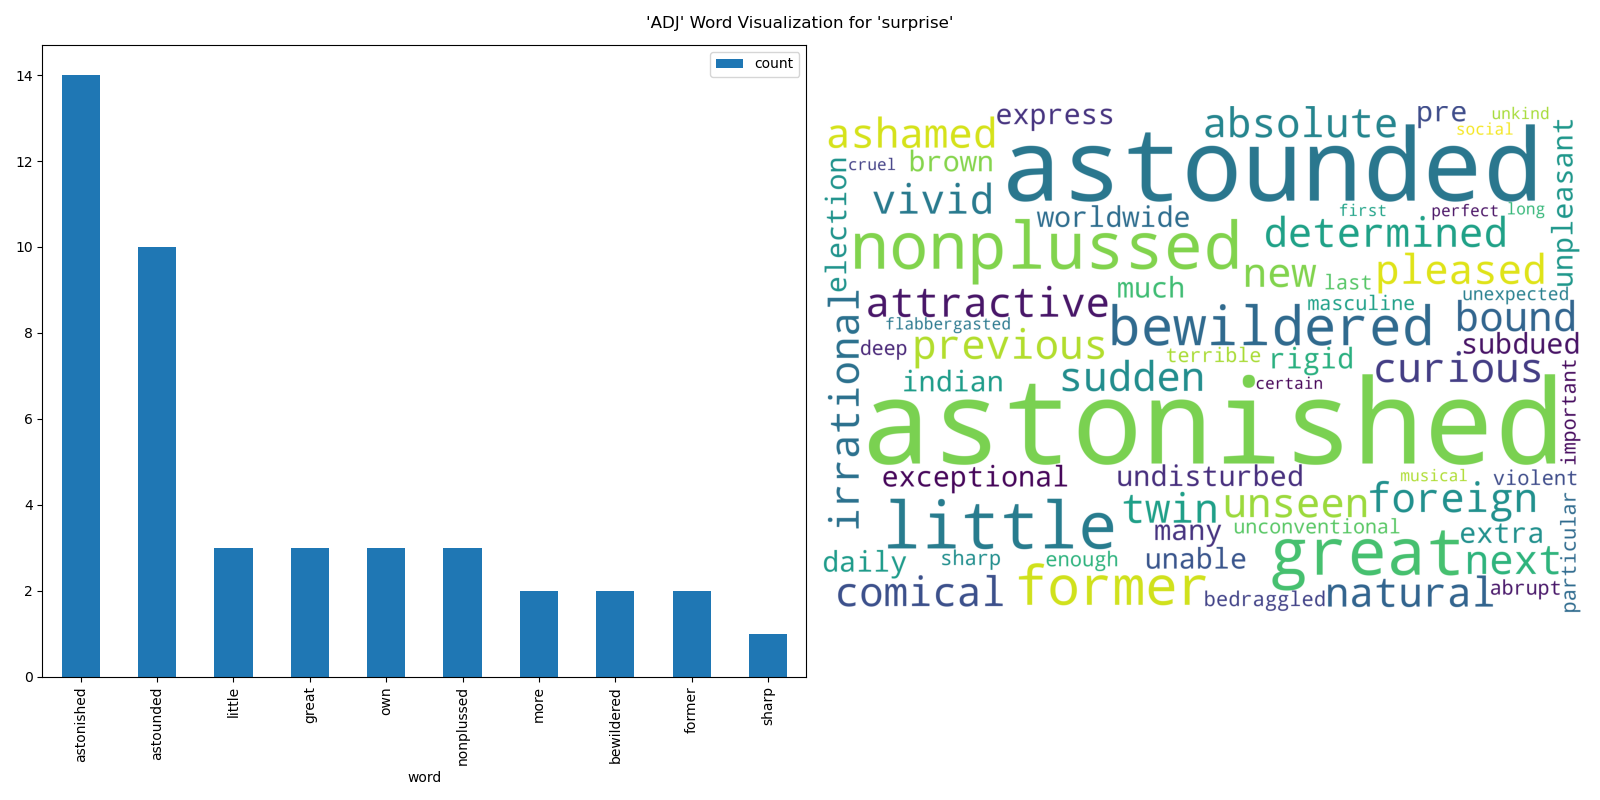 'ADJ' Word Visualization for 'surprise'
count
14
12
10
8
6
4
2
0
astonished
astounded
little
great
own
nonplussed
more
bewildered
former
sharp
word
express
absolute
pre
unkind
ashamed
social
astounded
cruel
brown
unpleasant
election
vivid
worldwide
first
perfect
long
nonplussed
determined
new
last
pleased
attractive
much
masculine
unexpected
flabbergasted
bewildered
bound
deep
previous
terrible
rigid
subdued
irrational
indian
sudden
certain
curious
important
astonished
exceptional
undisturbed
musical
violent
little
twin
unseen
foreign
many
unconventional
extra
particular
daily
sharp
enough
unable
great
next
comical
former
bedraggled
natural
abrupt